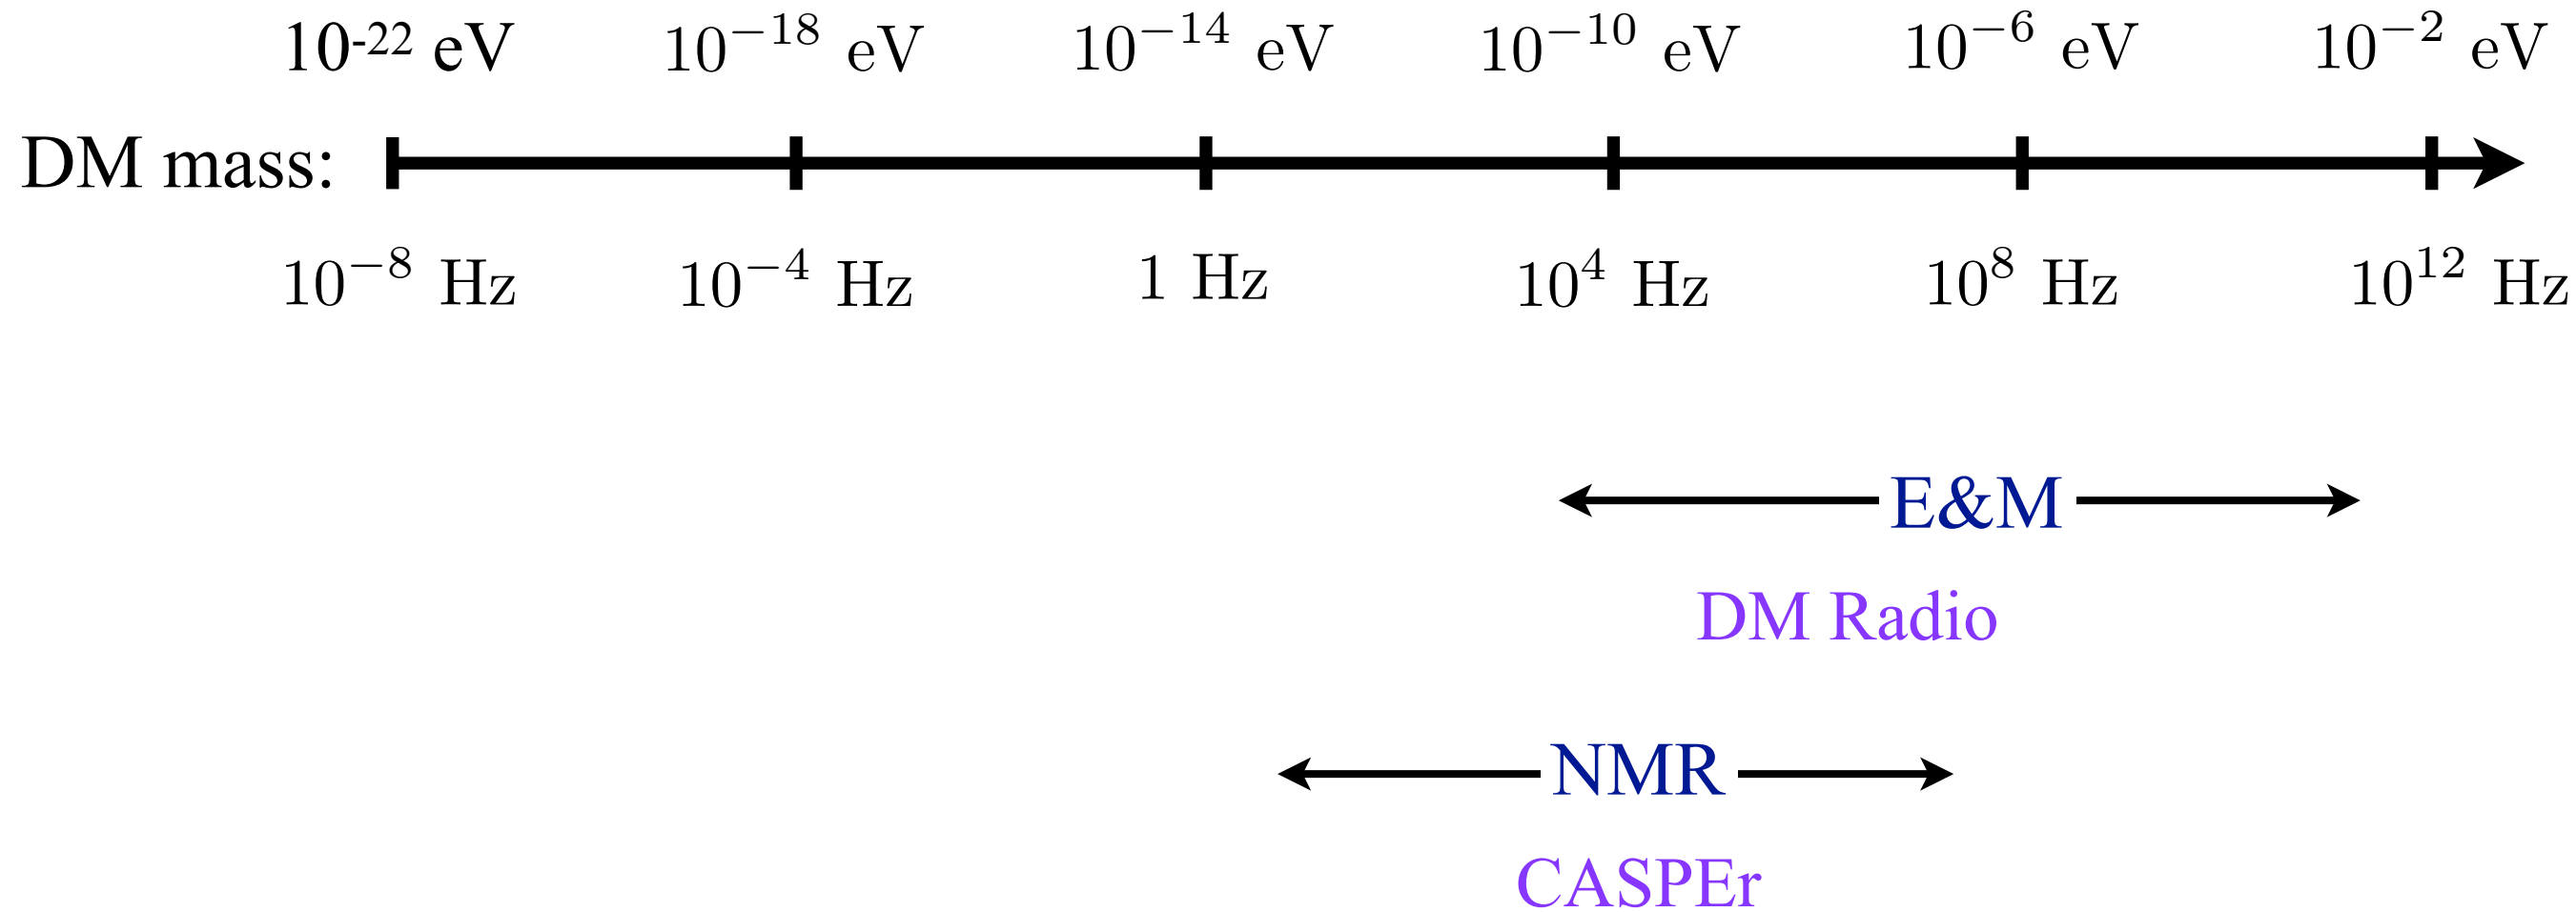 10-22 eV 10−18 eV 10−14 eV 10−10 eV 10−6 eV 10−2 eV
DM mass:
10−8 Hz 10−4 Hz 1 Hz 104 Hz 108 Hz 1012 Hz
E&M
DM Radio
NMR
CASPEr